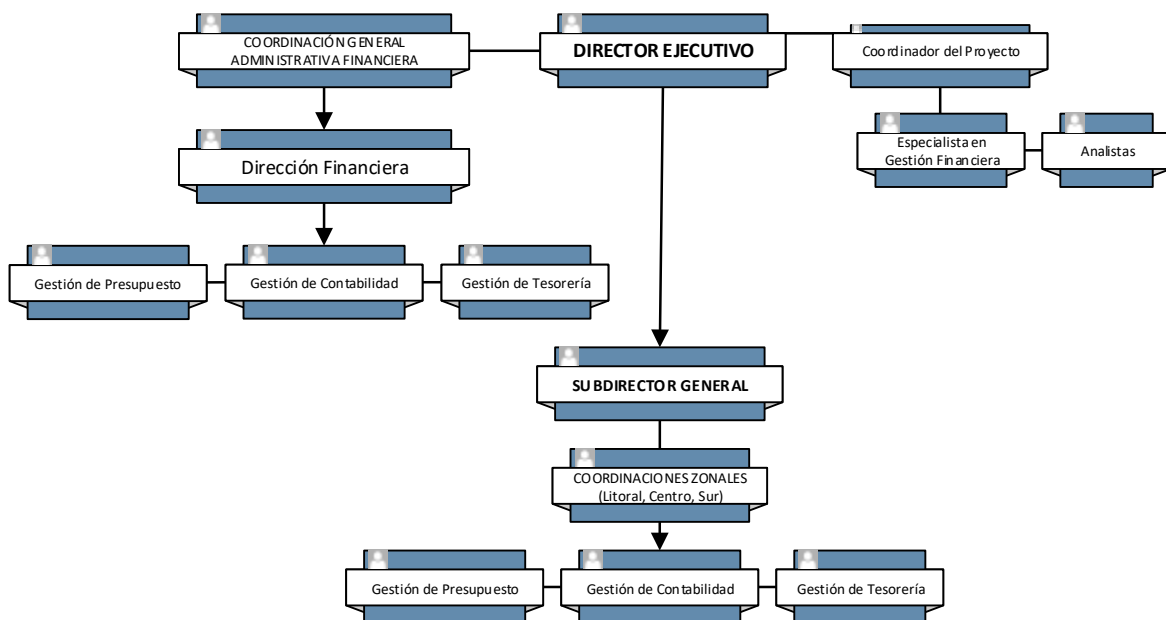 COORDINACIÓN GENERAL
ADMINISTRATIVA FINANCIERA
DIRECTOR EJECUTIVO
Coordinador del Proyecto
Especialista en
Gestión Financiera
Analistas
Dirección Financiera
Gestión de Presupuesto
Gestión de Contabilidad
Gestión de Tesorería
SUBDIRECTOR GENERAL
COORDINACIONES ZONALES
(Litoral, Centro, Sur)
Gestión de Presupuesto
Gestión de Contabilidad
Gestión de Tesorería